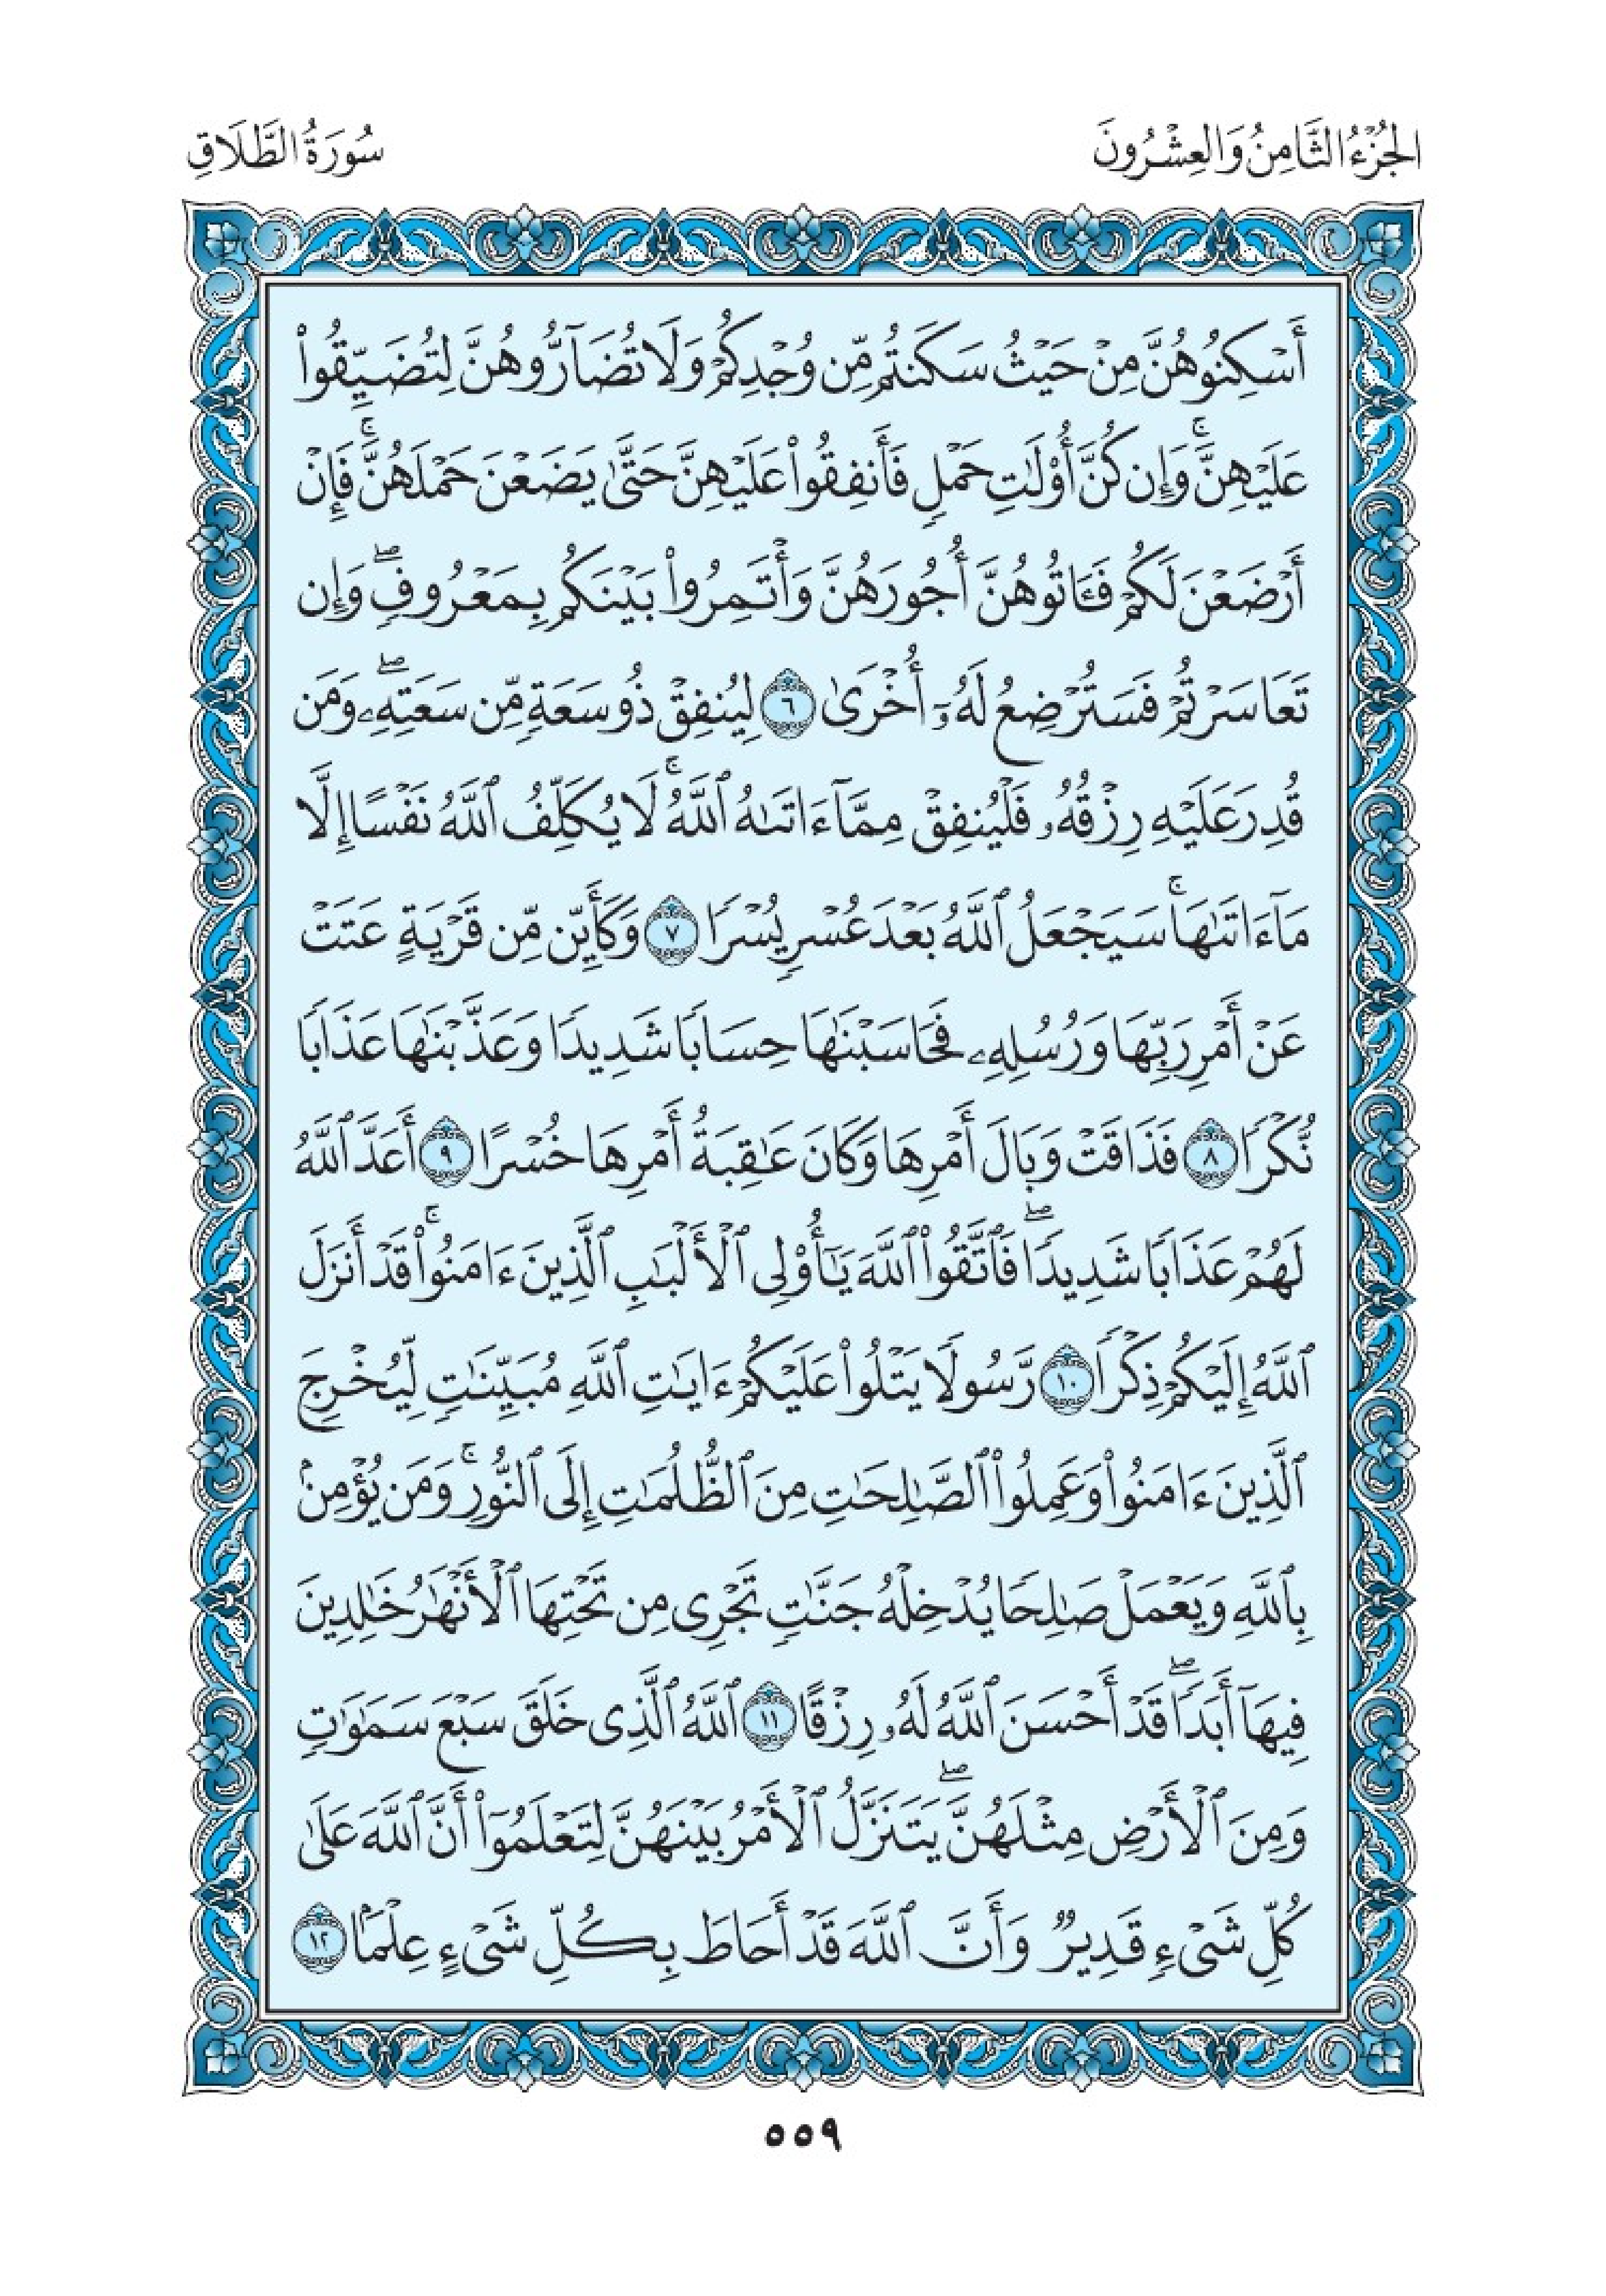 الجُزْءُ الثَّامِنُ وَالعِشْرُونَ
سُورَةُ الطَّلَاقِ
أَسْكِنُوهُنَّ مِنْ حَيْثُ سَكَنتُم مِّن وُجْدِكُمْ وَلَا تُضَآرُّوهُنَّ لِتُضَيِّقُوا۟
عَلَيْهِنَّ ۚ وَإِن كُنَّ أُو۟لَـٰتِ حَمْلٍ فَأَنفِقُوا۟ عَلَيْهِنَّ حَتَّىٰ يَضَعْنَ حَمْلَهُنَّ ۚ فَإِنْ
أَرْضَعْنَ لَكُمْ فَـَٔاتُوهُنَّ أُجُورَهُنَّ وَأْتَمِرُوا۟ بَيْنَكُم بِمَعْرُوفٍ ۖ وَإِن
تَعَاسَرْتُمْ فَسَتُرْضِعُ لَهُۥٓ أُخْرَىٰ ٦ لِيُنفِقْ ذُو سَعَةٍ مِّن سَعَتِهِۦ ۖ وَمَن
قُدِرَ عَلَيْهِ رِزْقُهُۥ فَلْيُنفِقْ مِمَّآ ءَاتَىٰهُ ٱللَّهُ ۚ لَا يُكَلِّفُ ٱللَّهُ نَفْسًا إِلَّا
مَآ ءَاتَىٰهَا ۚ سَيَجْعَلُ ٱللَّهُ بَعْدَ عُسْرٍ يُسْرًا ٧ وَكَأَيِّن مِّن قَرْيَةٍ عَتَتْ
عَنْ أَمْرِ رَبِّهَا وَرُسُلِهِۦ فَحَاسَبْنَـٰهَا حِسَابًا شَدِيدًا وَعَذَّبْنَـٰهَا عَذَابًا
نُّكْرًا ٨ فَذَاقَتْ وَبَالَ أَمْرِهَا وَكَانَ عَـٰقِبَةُ أَمْرِهَا خُسْرًا ٩ أَعَدَّ ٱللَّهُ
لَهُمْ عَذَابًا شَدِيدًا ۖ فَٱتَّقُوا۟ ٱللَّهَ يَـٰٓأُو۟لِى ٱلْأَلْبَـٰبِ ٱلَّذِينَ ءَامَنُوا۟ ۚ قَدْ أَنزَلَ
ٱللَّهُ إِلَيْكُمْ ذِكْرًا ١٠ رَّسُولًا يَتْلُوا۟ عَلَيْكُمْ ءَايَـٰتِ ٱللَّهِ مُبَيِّنَـٰتٍ لِّيُخْرِجَ
ٱلَّذِينَ ءَامَنُوا۟ وَعَمِلُوا۟ ٱلصَّـٰلِحَـٰتِ مِنَ ٱلظُّلُمَـٰتِ إِلَى ٱلنُّورِ ۚ وَمَن يُؤْمِنۢ
بِٱللَّهِ وَيَعْمَلْ صَـٰلِحًا يُدْخِلْهُ جَنَّـٰتٍ تَجْرِى مِن تَحْتِهَا ٱلْأَنْهَـٰرُ خَـٰلِدِينَ
فِيهَآ أَبَدًا ۖ قَدْ أَحْسَنَ ٱللَّهُ لَهُۥ رِزْقًا ١١ ٱللَّهُ ٱلَّذِى خَلَقَ سَبْعَ سَمَـٰوَٰتٍ
وَمِنَ ٱلْأَرْضِ مِثْلَهُنَّ ۖ يَتَنَزَّلُ ٱلْأَمْرُ بَيْنَهُنَّ لِتَعْلَمُوٓا۟ أَنَّ ٱللَّهَ عَلَىٰ
كُلِّ شَىْءٍ قَدِيرٌ وَأَنَّ ٱللَّهَ قَدْ أَحَاطَ بِكُلِّ شَىْءٍ عِلْمًۢا ١٢
٥٥٩